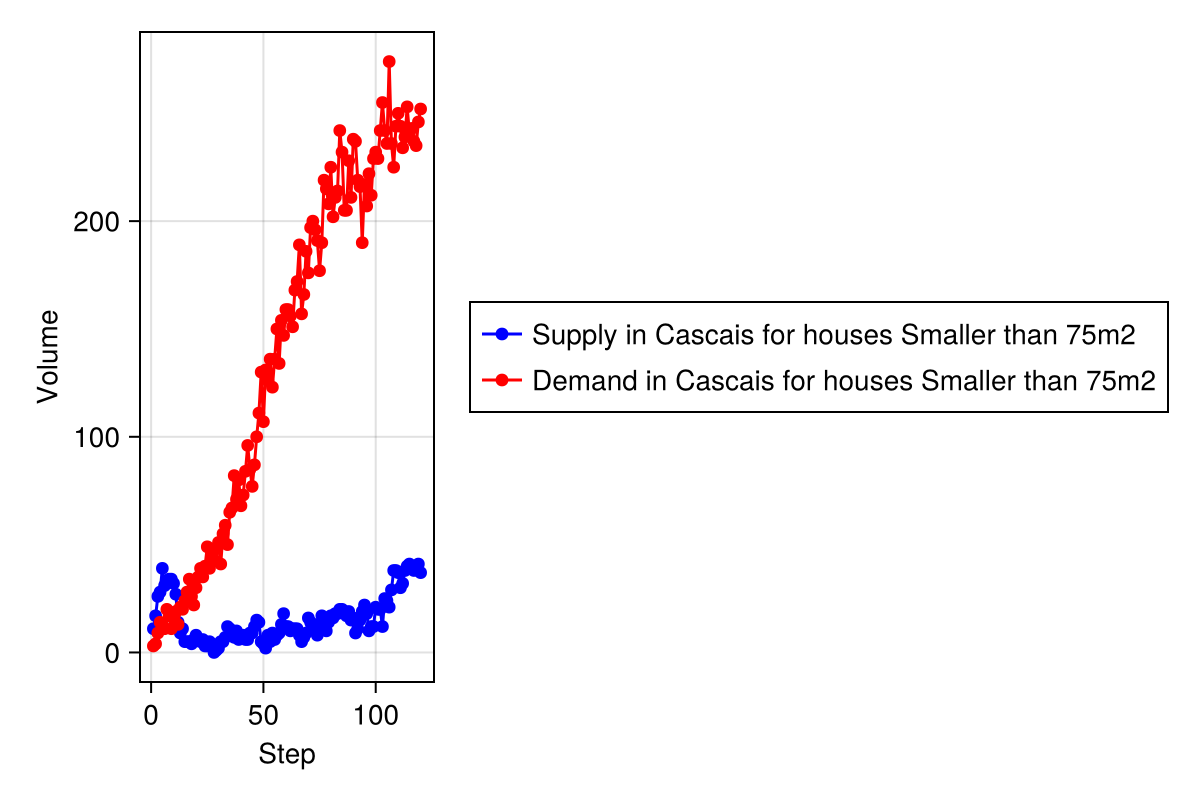 200
100
0
0
50
100
Volume
Step
Supply in Cascais for houses Smaller than 75m2
Demand in Cascais for houses Smaller than 75m2